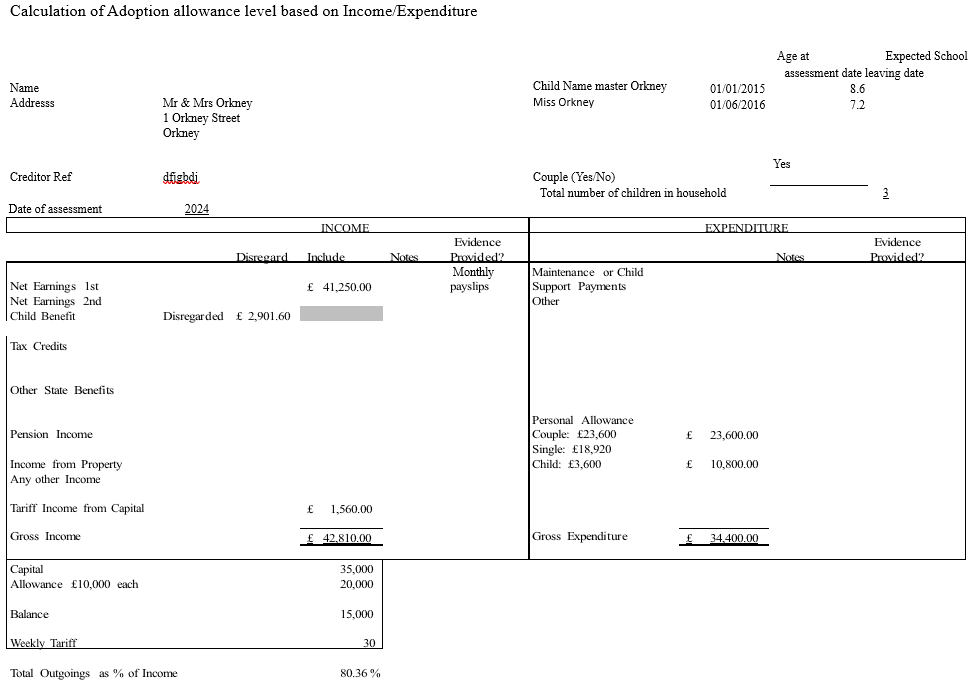 Calculation of Adoption allowance level based on Income/Expenditure
Age at Expected School
assessment date leaving date
Name Child Name master Orkney 01/01/2015 8.6
Addresss Mr & Mrs Orkney Miss Orkney 01/06/2016 7.2
1 Orkney Street
Orkney
Yes
Creditor Ref dfigbdj Couple (Yes/No)
Total number of children in household 3
Date of assessment 2024
INCOME EXPENDITURE
Evidence Evidence
Disregard Include Notes Provided? Notes Provided?
Monthly Maintenance or Child
Net Earnings 1st £ 41,250.00 payslips Support Payments
Net Earnings 2nd Other
Child Benefit Disregarded £ 2,901.60
Tax Credits
Other State Benefits
Personal Allowance
Pension Income Couple: £23,600 £ 23,600.00
Single: £18,920
Income from Property Child: £3,600 £ 10,800.00
Any other Income
Tariff Income from Capital £ 1,560.00
Gross Income £ 42,810.00 Gross Expenditure £ 34,400.00
Capital 35,000
Allowance £10,000 each 20,000
Balance 15,000
Weekly Tariff 30
Total Outgoings as % of Income 80.36 %